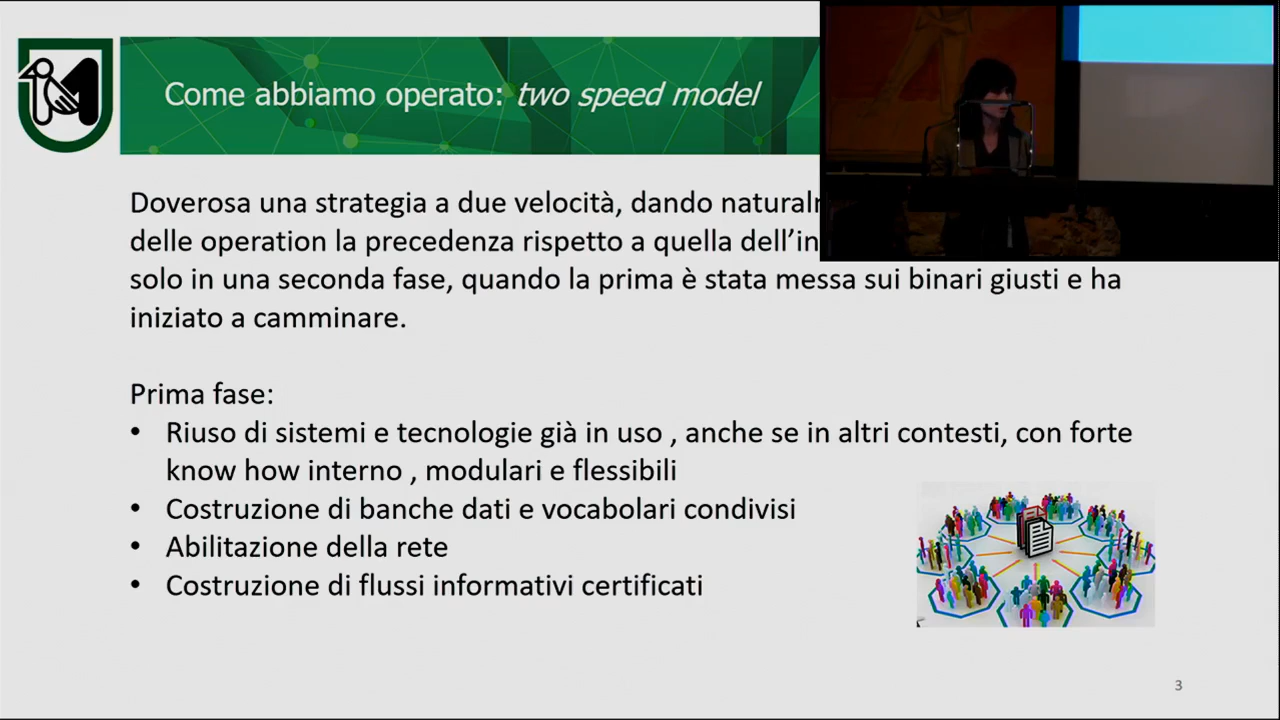 Come abbiamo operato: two speed model
Doverosa una strategia a due velocità, dando
delle operation la precedenza rispetto a quella
solo in una seconda fase, quando la prima è stata messa sui binari giusti e ha
iniziato a camminare.
Prima fase:
• Riuso di sistemi e tecnologie già in uso , anche se in altri contesti, con forte
know how interno , modulari e flessibili
• Costruzione di banche dati e vocabolari condivisi
• Abilitazione della rete
• Costruzione di flussi informativi certificati
3